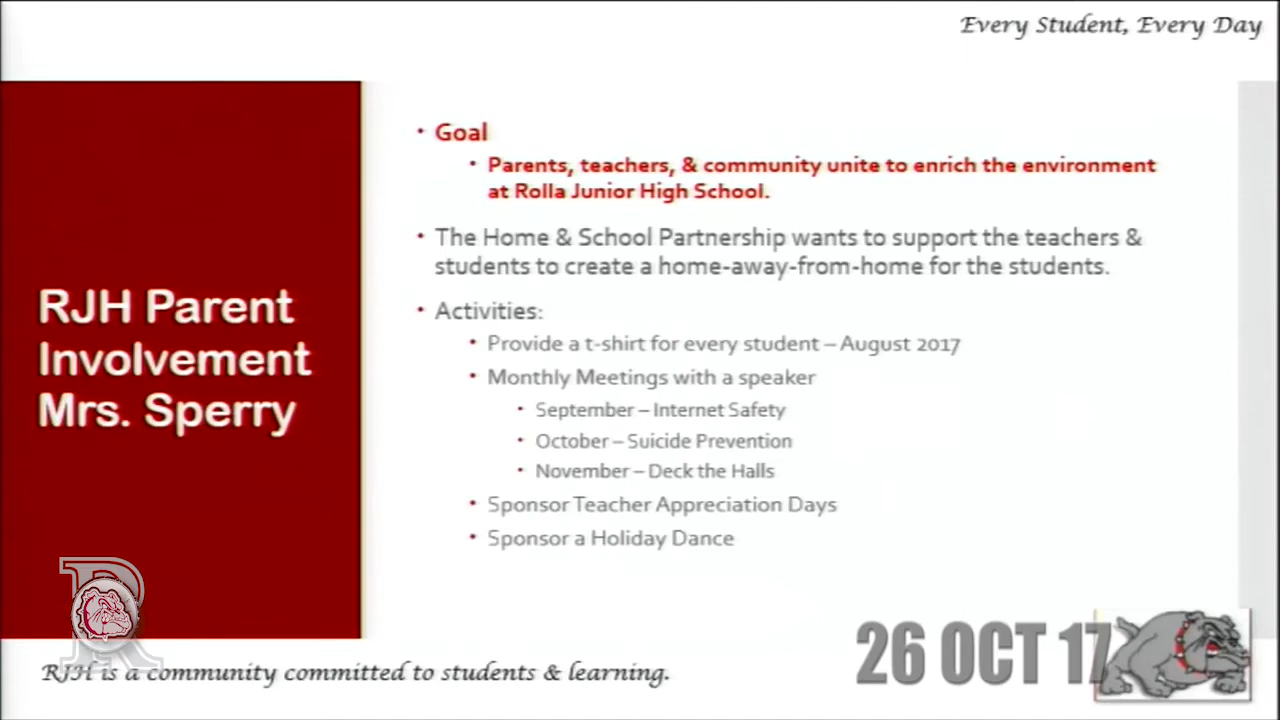 Every Student, Every Day
RJH Parent
Involvement
Mrs. Sperry
• Goal
• Parents, teachers, & community unite to enrich the environment
at Rolla Junior High School.
• The Home & School Partnership wants to support the teachers &
students to create a home-away-from-home for the students.
• Activities:
• Provide a t-shirt for every student – August 2017
• Monthly Meetings with a speaker
• September – Internet Safety
• October – Suicide Prevention
• November – Deck the Halls
• Sponsor Teacher Appreciation Days
• Sponsor a Holiday Dance
R
RJH is a community committed to students & learning.
26 OCT 17